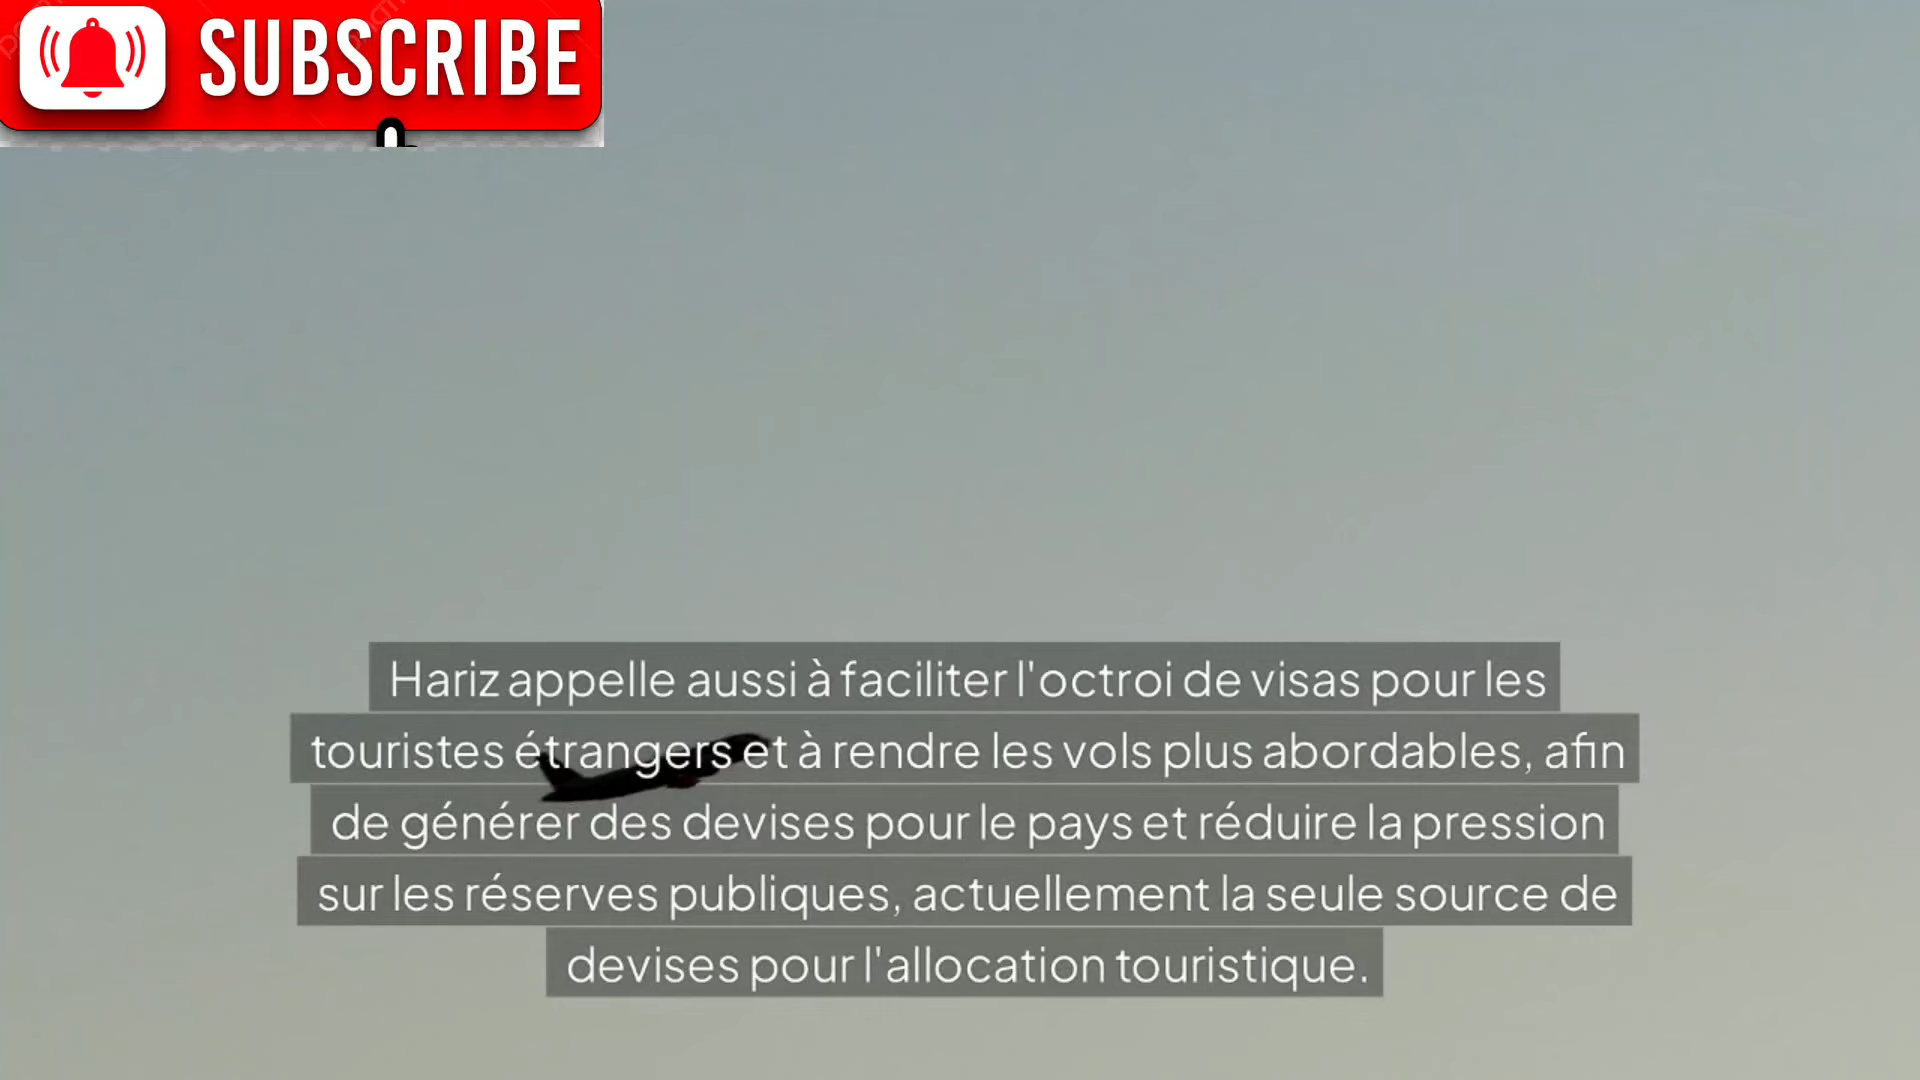 SUBSCRIBE
Hariz appelle aussi à faciliter l'octroi de visas pour les
touristes étrangers et à rendre les vols plus abordables, afin
de générer des devises pour le pays et réduire la pression
sur les réserves publiques, actuellement la seule source de
devises pour l'allocation touristique.